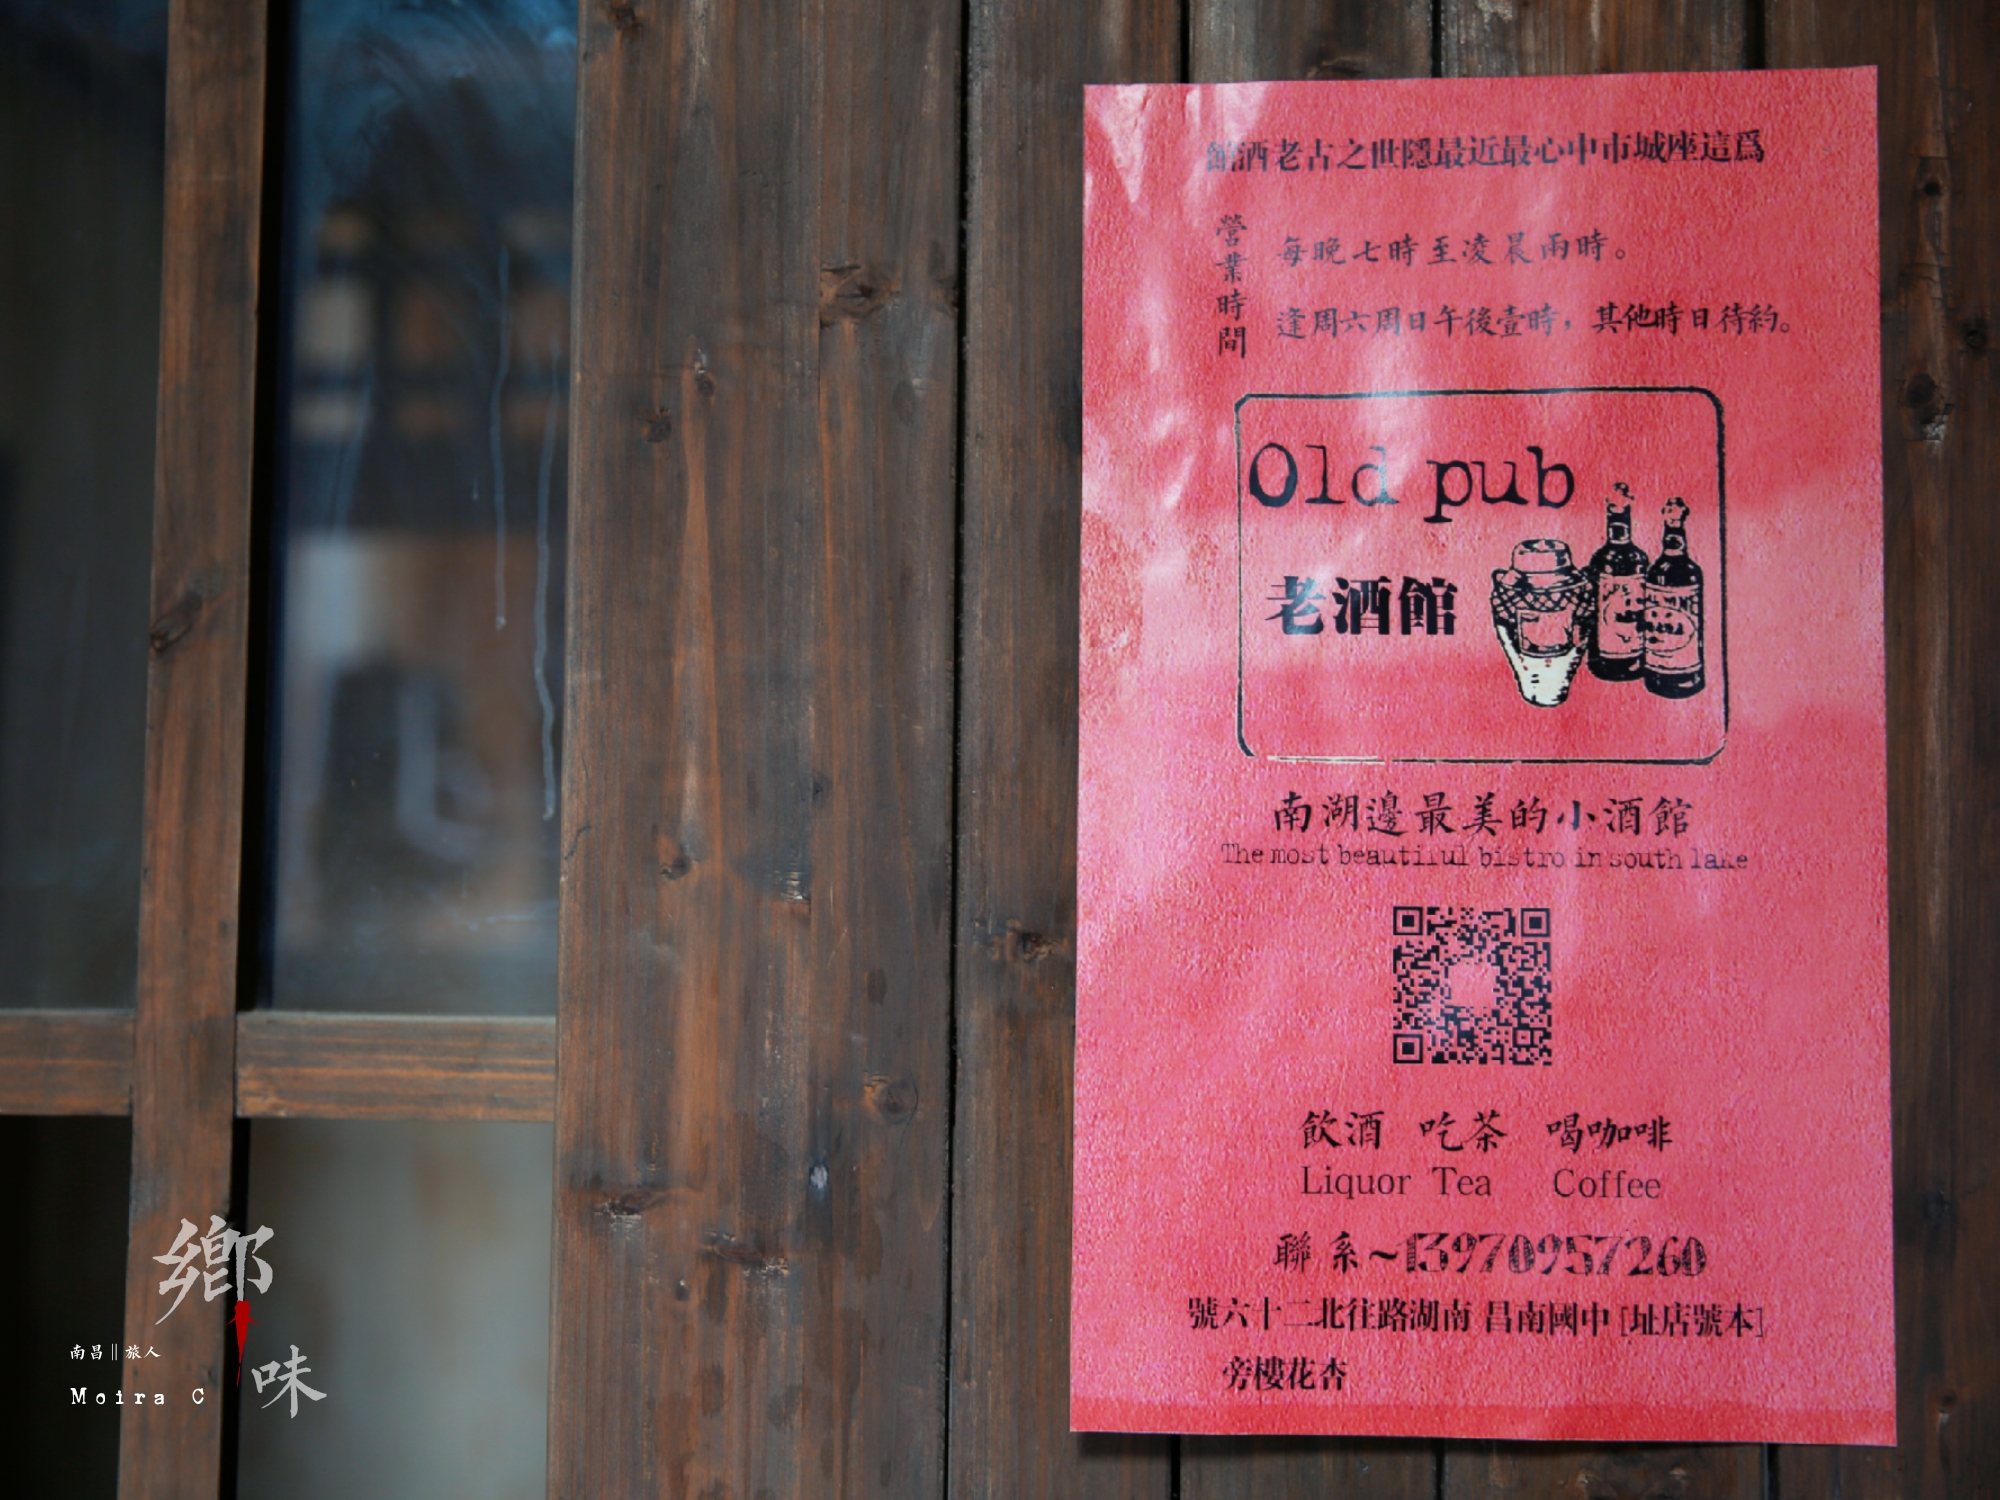 爲這座城市中心最近最隱世之古老酒館
營業時間
每晚七時至凌晨兩時。
逢周六周日午後壹時，其他時日待約。
Old pub
老酒館
南湖邊最美的小酒館
The most beautiful bistro in south lake
飲酒 吃茶 喝咖啡
Liquor Tea Coffee
聯系~13970957260
[本號店址] 中國南昌 南湖路往北二十六號
杏花樓旁
鄉味
南昌||旅人
Moira C